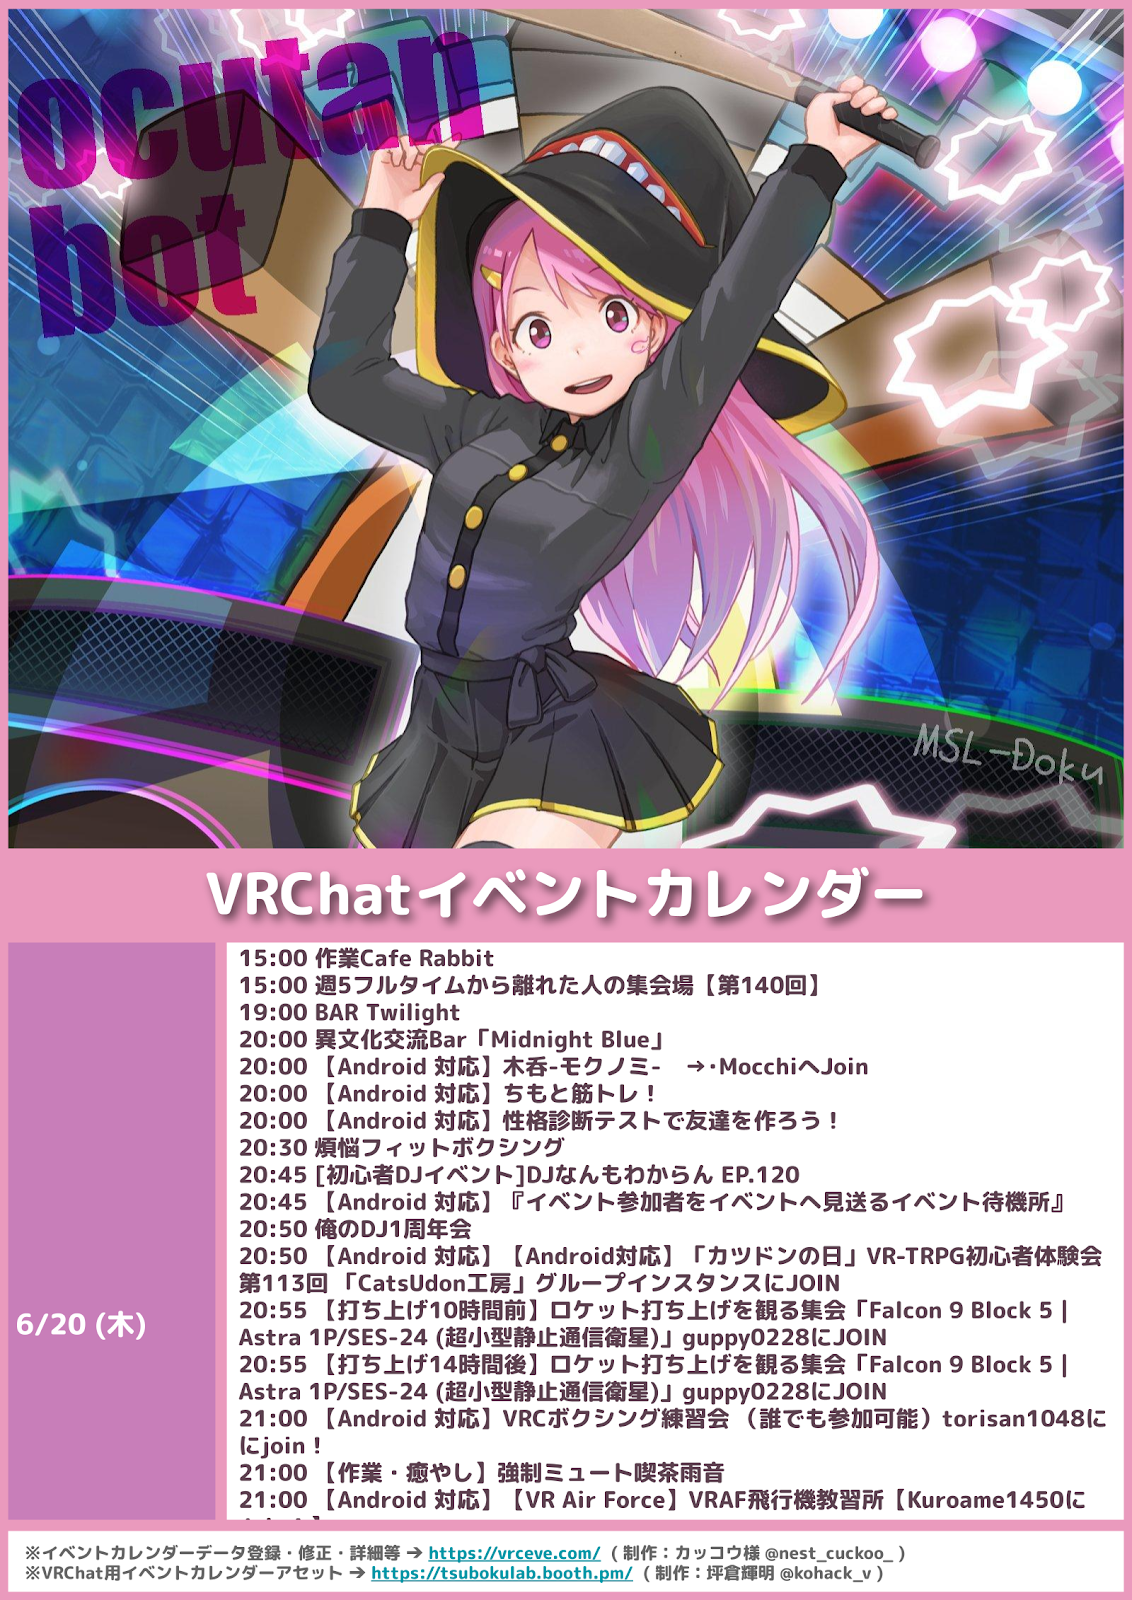 ocutan
bot
MSL-Doku
VRChatイベントカレンダー
6/20 (木)
15:00 作業Cafe Rabbit
15:00 週5フルタイムから離れた人の集会場【第140回】
19:00 BAR Twilight
20:00 異文化交流Bar「Midnight Blue」
20:00 【Android 対応】木呑-モクノミ-　→・MocchiへJoin
20:00 【Android 対応】ちもと筋トレ！
20:00 【Android 対応】性格診断テストで友達を作ろう！
20:30 煩悩フィットボクシング
20:45 [初心者DJイベント]DJなんもわからん EP.120
20:45 【Android 対応】『イベント参加者をイベントへ見送るイベント待機所』
20:50 俺のDJ1周年会
20:50 【Android 対応】【Android対応】「カツドンの日」VR-TRPG初心者体験会
第113回 「CatsUdon工房」グループインスタンスにJOIN
20:55 【打ち上げ10時間前】ロケット打ち上げを観る集会「Falcon 9 Block 5 |
Astra 1P/SES-24 (超小型静止通信衛星)」guppy0228にJOIN
20:55 【打ち上げ14時間後】ロケット打ち上げを観る集会「Falcon 9 Block 5 |
Astra 1P/SES-24 (超小型静止通信衛星)」guppy0228にJOIN
21:00 【Android 対応】VRCボクシング練習会 （誰でも参加可能）torisan1048に
にjoin！
21:00 【作業・癒やし】強制ミュート喫茶雨音
21:00 【Android 対応】【VR Air Force】VRAF飛行機教習所【Kuroame1450に
※イベントカレンダーデータ登録・修正・詳細等 ➔ https://vrceve.com/ （ 制作：カッコウ様 @nest_cuckoo_ ）
※VRChat用イベントカレンダーアセット ➔ https://tsubokulab.booth.pm/ （ 制作：坪倉輝明 @kohack_v ）